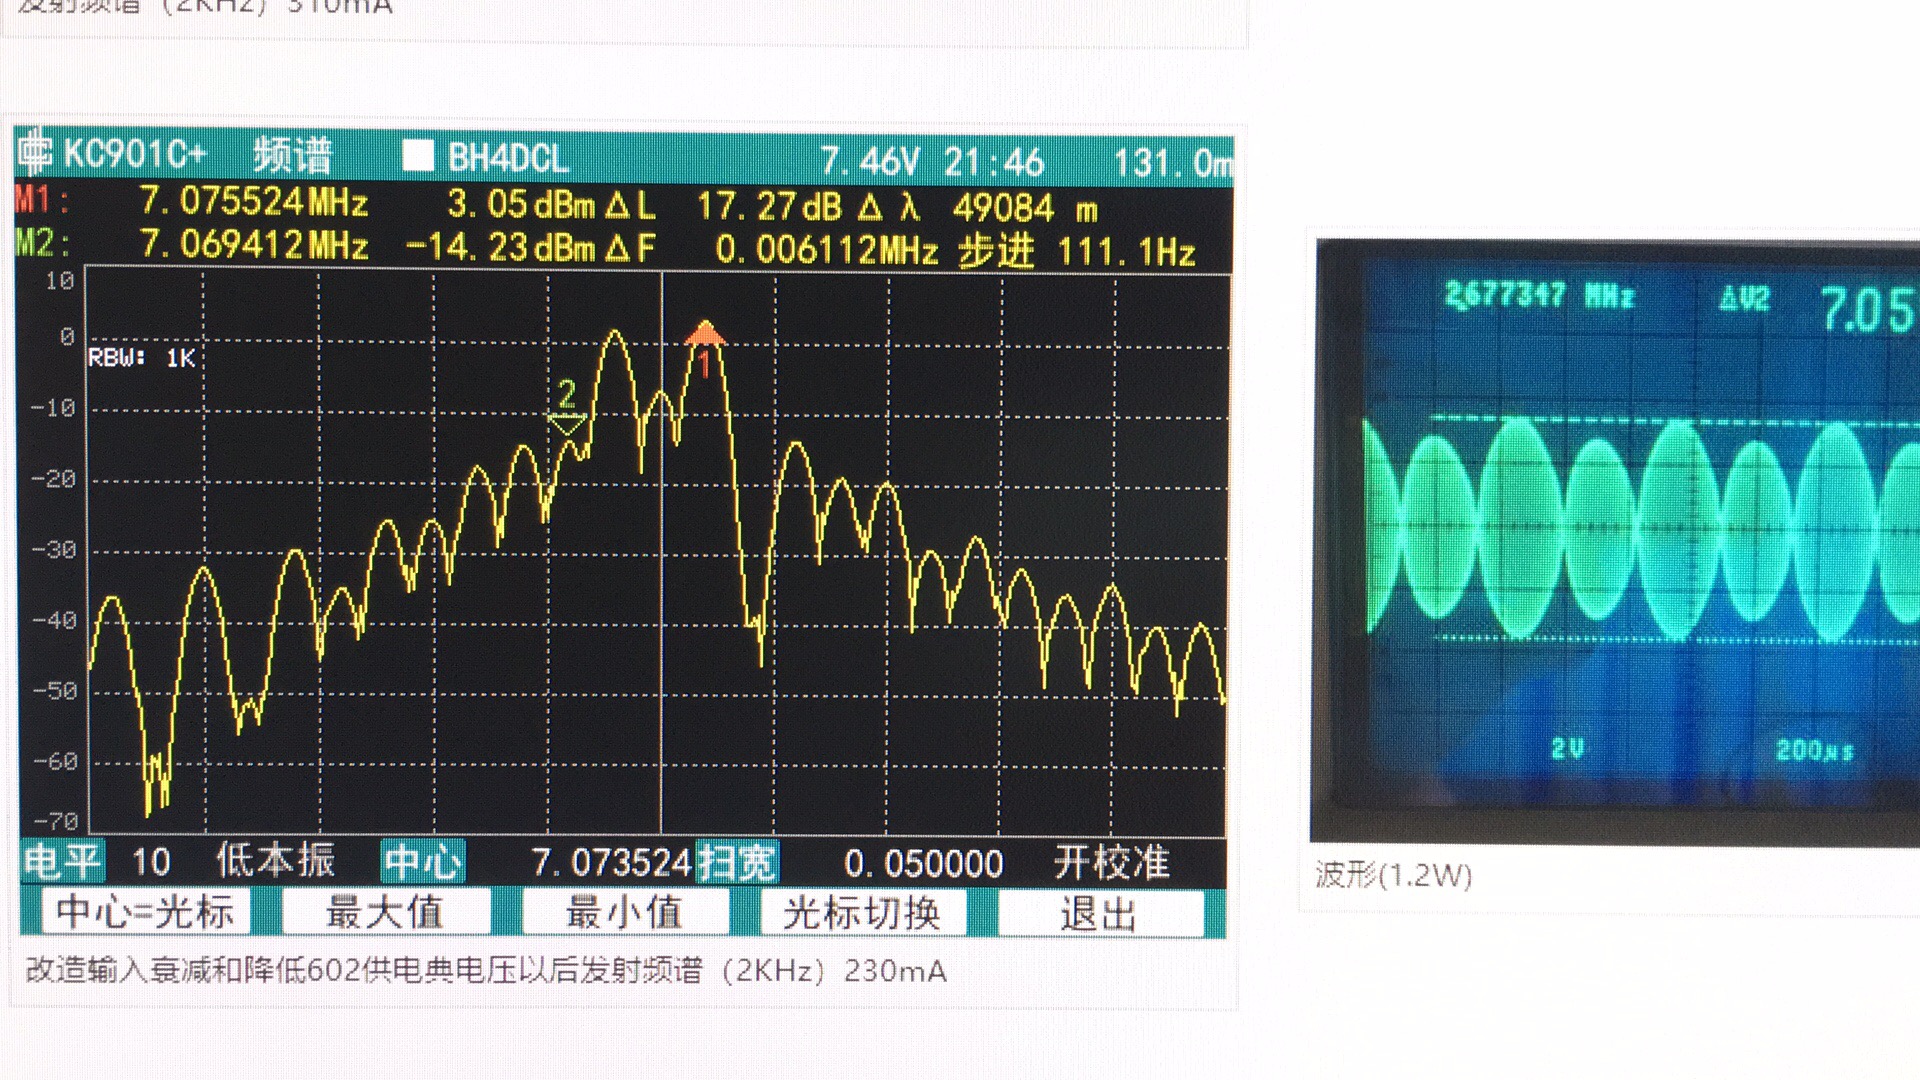 发射频谱（2KHz）310mA
KC901C+ 频谱 BH4DCL 7.46V 21:46 131.0m
M1: 7.075524MHz 3.05dBm ΔL 17.27dB Δ λ 49084 m
M2: 7.069412MHz -14.23dBm ΔF 0.006112MHz 步进 111.1Hz
10
0
RBW: 1K
1
2
-10
-20
-30
-40
-50
-60
-70
电平 10 低本振 中心 7.073524 扫宽 0.050000 开校准
中心=光标 最大值 最小值 光标切换 退出
改造输入衰减和降低602供电典电压以后发射频谱（2KHz）230mA
2.677347 MHz ΔV2 7.05
2V 200μs
波形(1.2W)